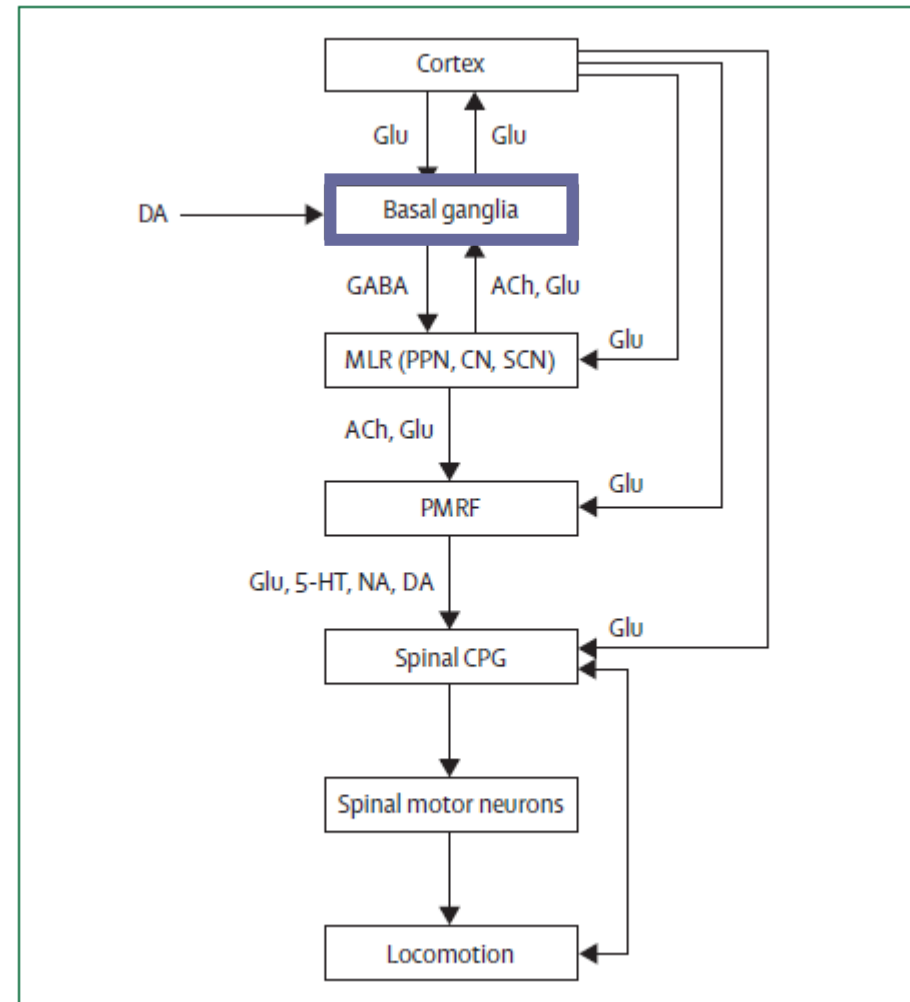 Cortex
Glu Glu
DA
Basal ganglia
GABA ACh, Glu
Glu
MLR (PPN, CN, SCN)
ACh, Glu
Glu
PMRF
Glu, 5-HT, NA, DA
Glu
Spinal CPG
Spinal motor neurons
Locomotion